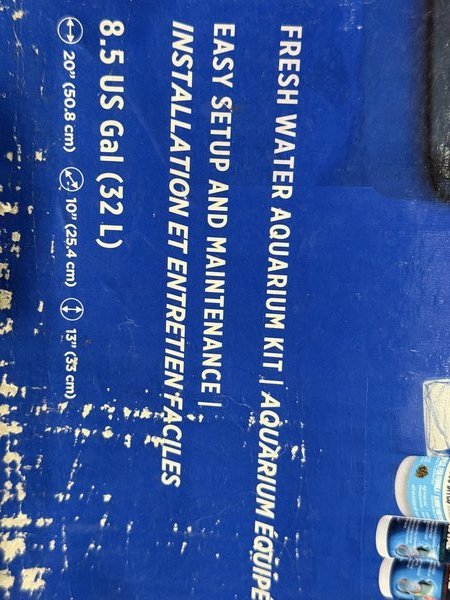 FRESH WATER AQUARIUM KIT | AQUARIUM ÉQUIPÉ
EASY SETUP AND MAINTENANCE |
INSTALLATION ET ENTRETIEN FACILES
8.5 US Gal (32 L)
20" (50.8 cm) 10" (25.4 cm) 13" (33 cm)